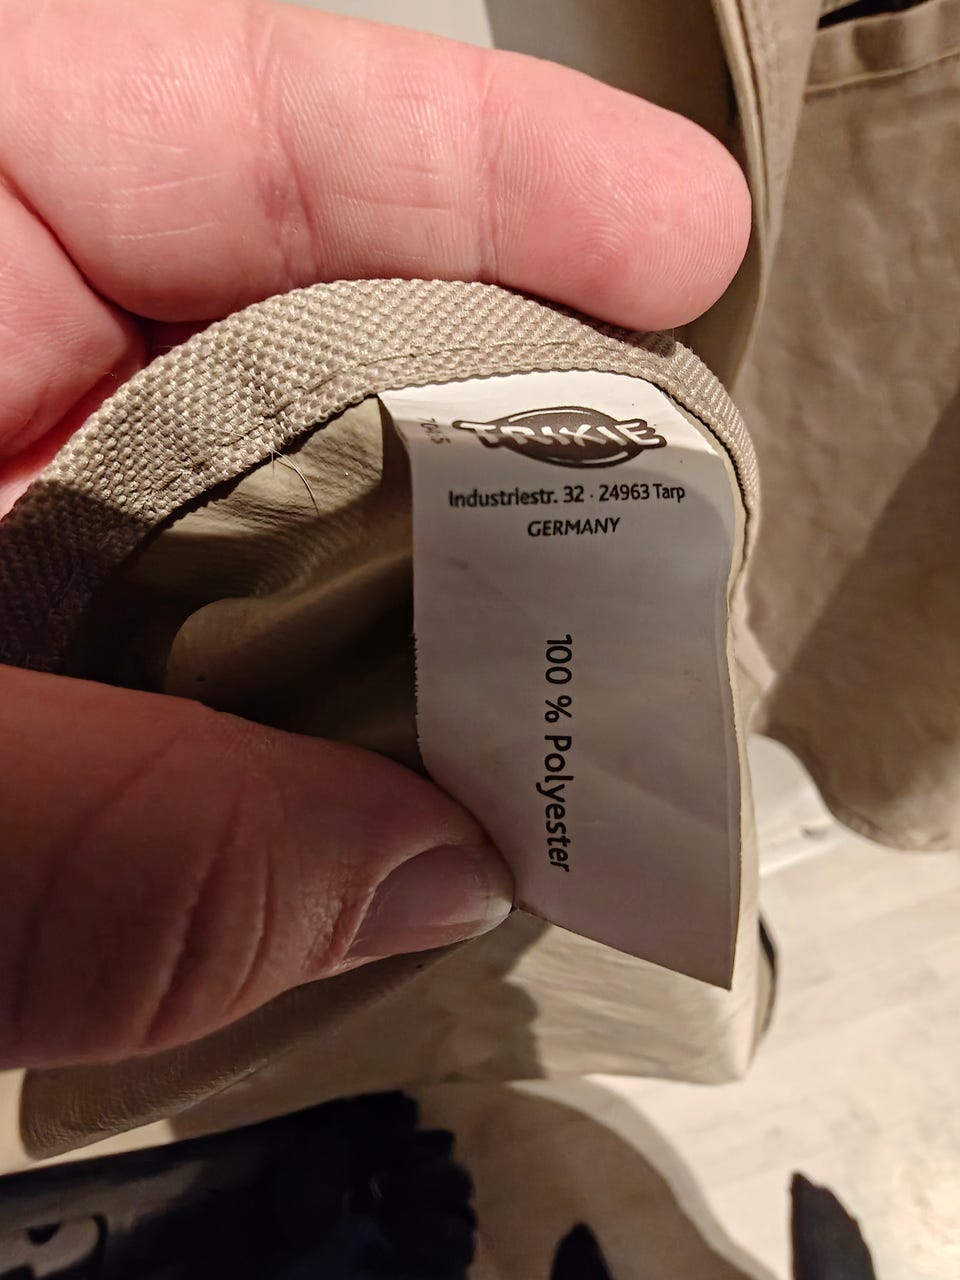 TRIXIE
Industriestr. 32 · 24963 Tarp
GERMANY
100 % Polyester